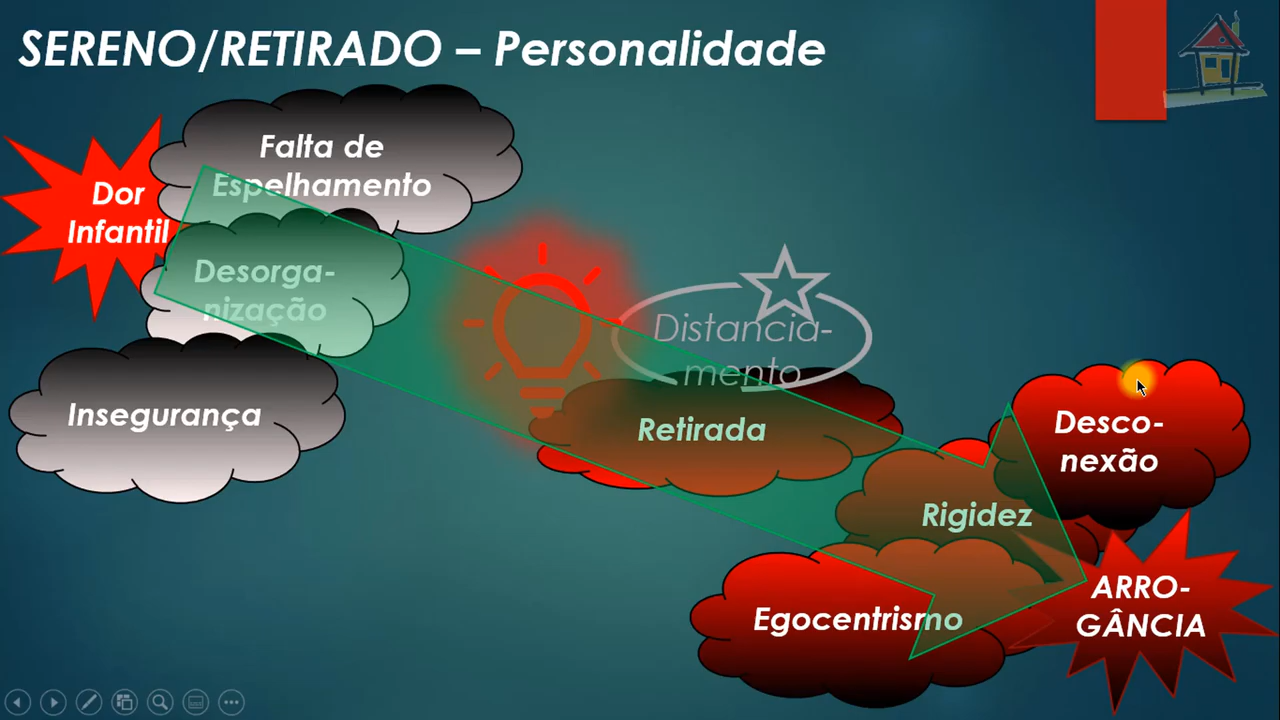 SERENO/RETIRADO – Personalidade
Falta de
Espelhamento
Dor
Infantil
Desorga-
nização
Insegurança
Distancia-
mento
Retirada
Desco-
nexão
Rigidez
Egocentrismo
ARRO-
GÂNCIA